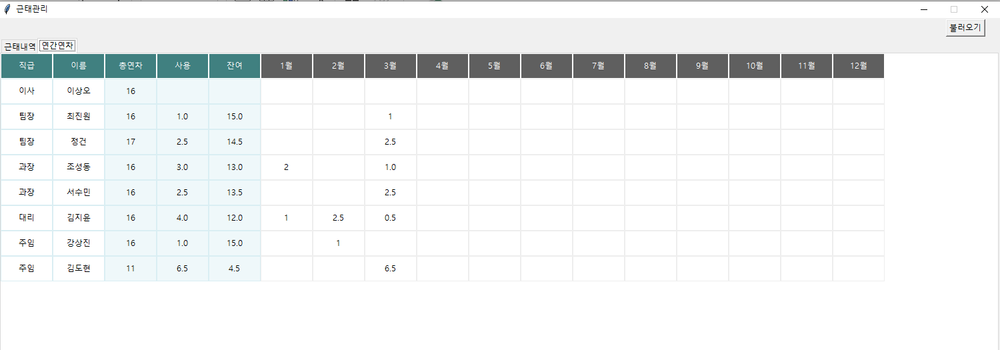 근태관리
불러오기
근태내역 연간연차
직급 이름 총연차 사용 잔여 1월 2월 3월 4월 5월 6월 7월 8월 9월 10월 11월 12월
이사 이상오 16
팀장 최진원 16 1.0 15.0 1
팀장 정건 17 2.5 14.5 2.5
과장 조성동 16 3.0 13.0 2 1.0
과장 서수민 16 2.5 13.5 2.5
대리 김지윤 16 4.0 12.0 1 2.5 0.5
주임 강상진 16 1.0 15.0 1
주임 김도현 11 6.5 4.5 6.5